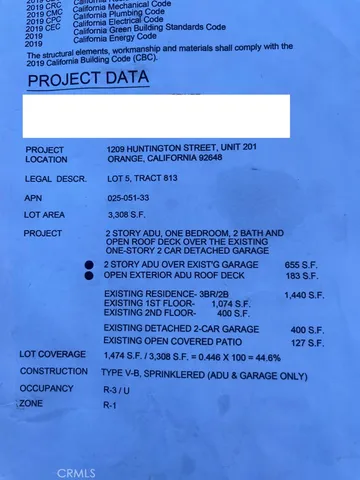 2019 CRC California Mechanical Code
2019 CMC California Plumbing Code
2019 CPC California Electrical Code
2019 CEC California Green Building Standards Code
2019 California Energy Code
2019
The structural elements, workmanship and materials shall comply with the
2019 California Building Code (CBC).
PROJECT DATA
PROJECT 1209 HUNTINGTON STREET, UNIT 201
LOCATION ORANGE, CALIFORNIA 92648
LEGAL DESCR. LOT 5, TRACT 813
APN 025-051-33
LOT AREA 3,308 S.F.
PROJECT 2 STORY ADU, ONE BEDROOM, 2 BATH AND
OPEN ROOF DECK OVER THE EXISTING
ONE-STORY 2 CAR DETACHED GARAGE
2 STORY ADU OVER EXIST'G GARAGE 655 S.F.
OPEN EXTERIOR ADU ROOF DECK 183 S.F.
EXISTING RESIDENCE- 3BR/2B 1,440 S.F.
EXISTING 1ST FLOOR- 1,074 S.F.
EXISTING 2ND FLOOR- 400 S.F.
EXISTING DETACHED 2-CAR GARAGE 400 S.F.
EXISTING OPEN COVERED PATIO 127 S.F.
LOT COVERAGE 1,474 S.F. / 3,308 S.F. = 0.446 X 100 = 44.6%
CONSTRUCTION TYPE V-B, SPRINKLERED (ADU & GARAGE ONLY)
OCCUPANCY R-3 / U
ZONE R-1
CRMLS